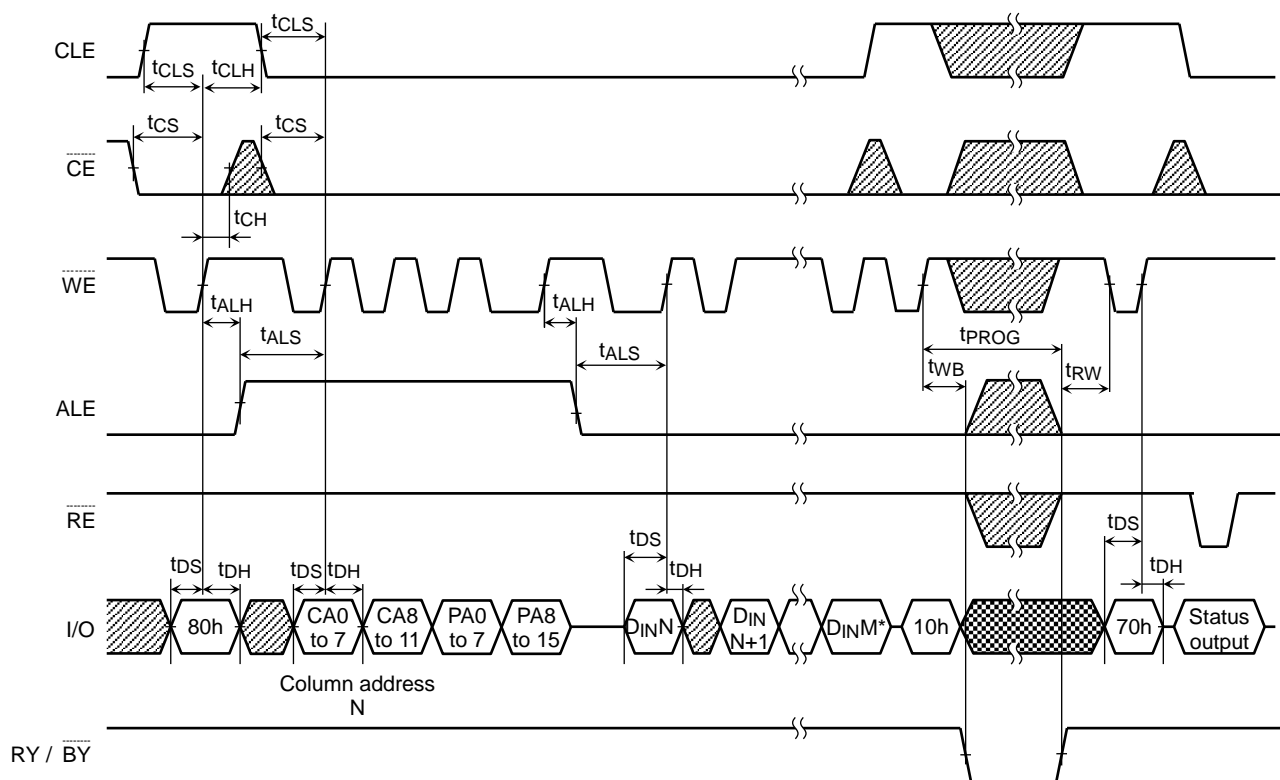 tCLS
CLE
tCLS tCLH
tCS tCS
CE
tCH
WE
tALH tALH
tALS tALS
tPROG
tWB tRW
ALE
RE
tDS tDH tDS tDH tDS tDH tDS tDH
I/O
80h
CA0 to 7
CA8 to 11
PA0 to 7
PA8 to 15
DINN
DIN N+1
DINM*
10h
70h
Status output
Column address
N
RY / BY